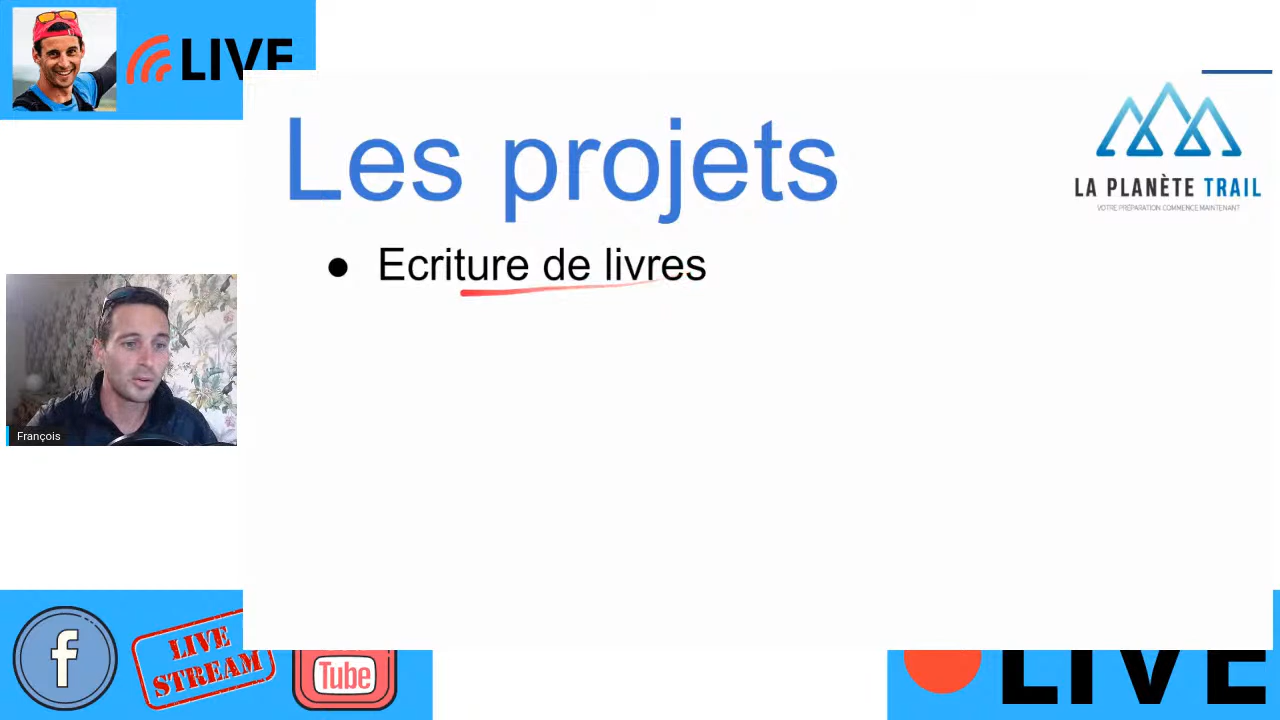 LIVE
Les projets
LA PLANÈTE TRAIL
VOTRE PRÉPARATION COMMENCE MAINTENANT
● Ecriture de livres
François
f
LIVE
STREAM
Tube
LIVE